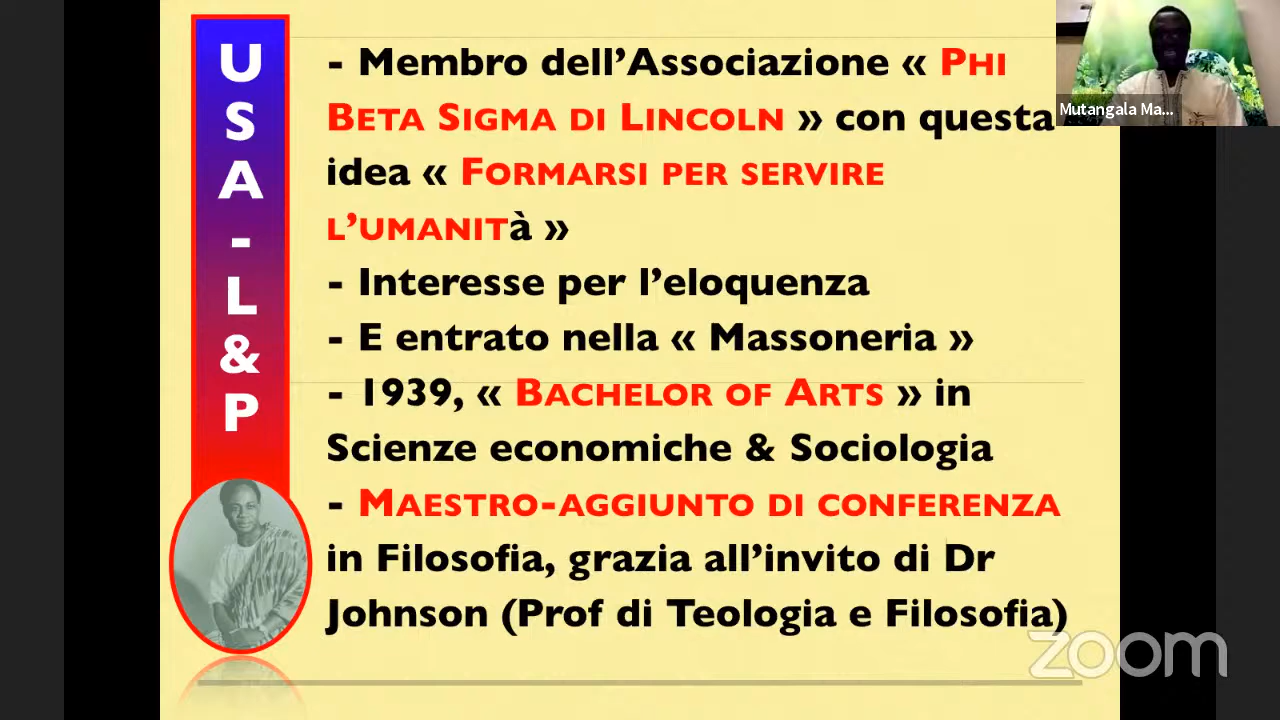 U
S
A
-
L
&
P
- Membro dell’Associazione « PHI
BETA SIGMA DI LINCOLN » con questa
idea « FORMARSI PER SERVIRE
L’UMANITà »
- Interesse per l’eloquenza
- E entrato nella « Massoneria »
- 1939, « BACHELOR OF ARTS » in
Scienze economiche & Sociologia
- MAESTRO-AGGIUNTO DI CONFERENZA
in Filosofia, grazia all’invito di Dr
Johnson (Prof di Teologia e Filosofia)
Mutangala Ma...
zoom